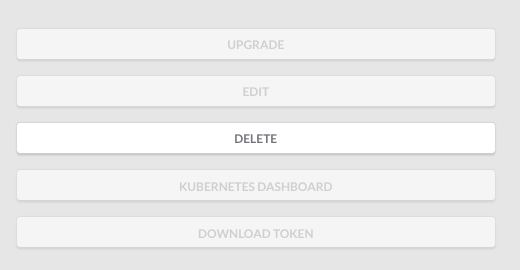 UPGRADE
EDIT
DELETE
KUBERNETES DASHBOARD
DOWNLOAD TOKEN